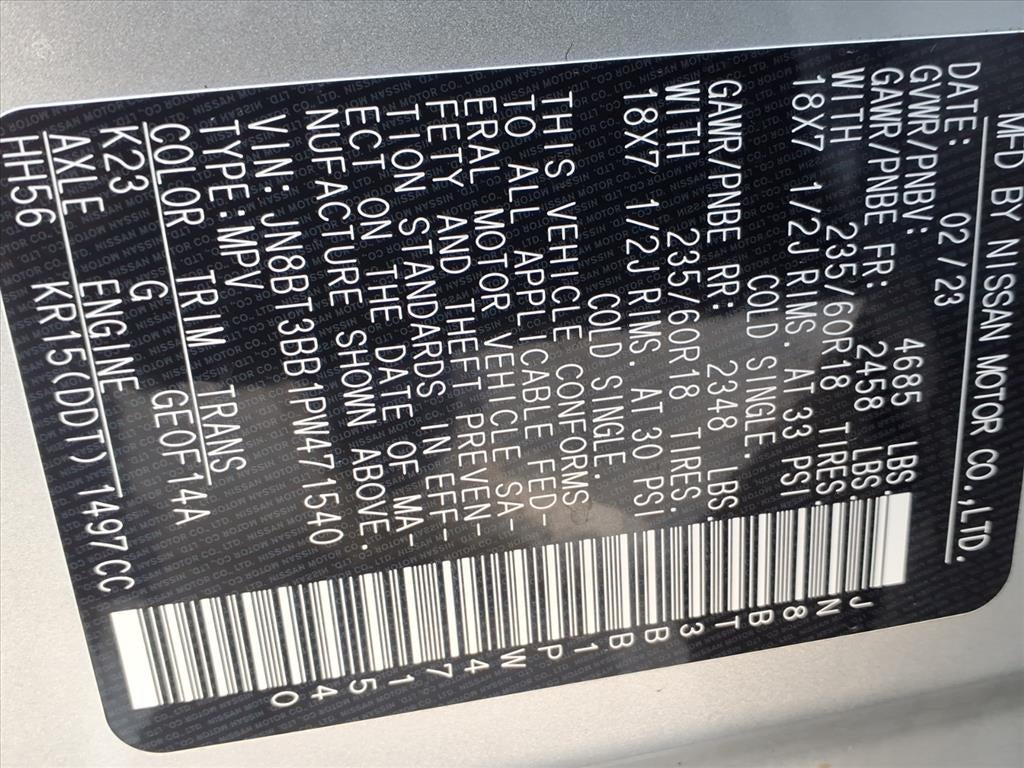 MFD BY NISSAN MOTOR CO.,LTD.
DATE: 02/23
GVWR/PNBV: 4685 LBS.
GAWR/PNBE FR: 2458 LBS.
WITH 235/60R18 TIRES,
18X7 1/2J RIMS. AT 33 PSI
COLD SINGLE.
GAWR/PNBE RR: 2348 LBS.
WITH 235/60R18 TIRES.
18X7 1/2J RIMS. AT 30 PSI
COLD SINGLE.
THIS VEHICLE CONFORMS
TO ALL APPLICABLE FED-
ERAL MOTOR VEHICLE SA-
FETY AND THEFT PREVEN-
TION STANDARDS IN EFF-
ECT ON THE DATE OF MA-
NUFACTURE SHOWN ABOVE.
VIN: JN8BT3BB1PW471540
TYPE:MPV
COLOR TRIM TRANS
K23 G GE0F14A
AXLE ENGINE
HH56 KR15(DDT) 1497CC
JN8BT3BB1PW471540